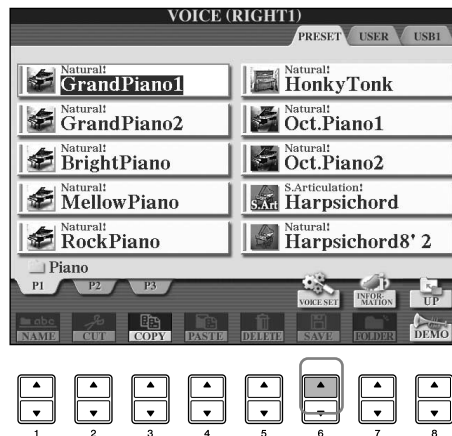 VOICE (RIGHT1)
PRESET USER USB1
Natural!
GrandPiano1
Natural!
GrandPiano2
Natural!
BrightPiano
Natural!
MellowPiano
Natural!
RockPiano
Natural!
HonkyTonk
Natural!
Oct.Piano1
Natural!
Oct.Piano2
S.Articulation!
S.Art Harpsichord
Natural!
Harpsichord8' 2
Piano
P1 P2 P3
VOICE SET INFOR-MATION UP
abc
NAME CUT COPY PASTE DELETE SAVE FOLDER DEMO
1 2 3 4 5 6 7 8